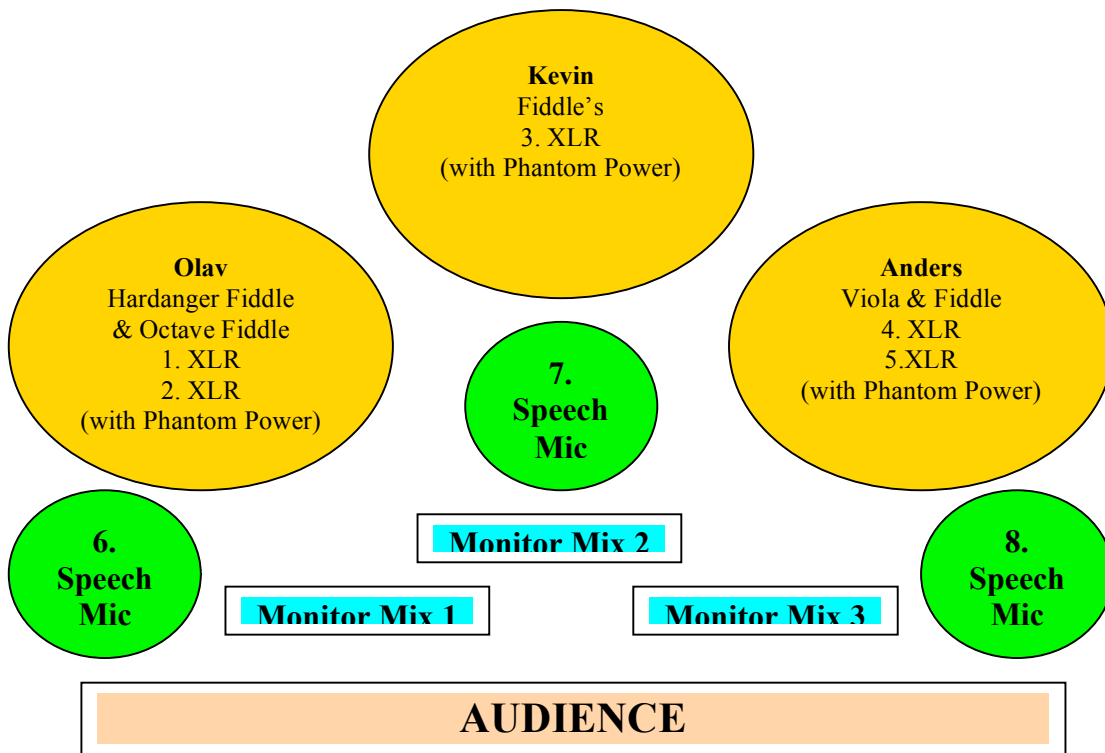 Kevin
Fiddle’s
3. XLR
(with Phantom Power)
Olav
Hardanger Fiddle
& Octave Fiddle
1. XLR
2. XLR
(with Phantom Power)
Anders
Viola & Fiddle
4. XLR
5.XLR
(with Phantom Power)
7.
Speech
Mic
6.
Speech
Mic
8.
Speech
Mic
Monitor Mix 2
Monitor Mix 1
Monitor Mix 3
AUDIENCE